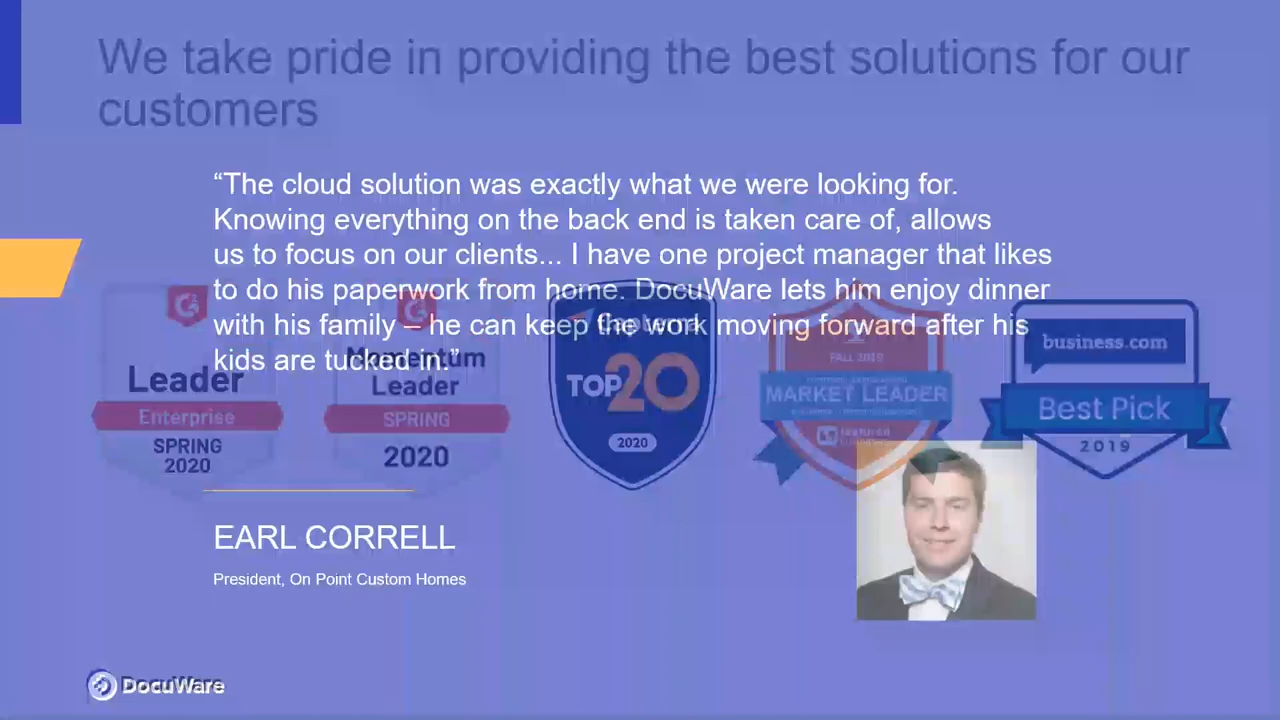 We take pride in providing the best solutions for our
customers
“The cloud solution was exactly what we were looking for.
Knowing everything on the back end is taken care of, allows
us to focus on our clients... I have one project manager that likes
to do his paperwork from home. DocuWare lets him enjoy dinner
with his family – he can keep the work moving forward after his
kids are tucked in.”
Leader
Enterprise
SPRING
2020
Momentum
Leader
SPRING
2020
Capterra
TOP 20
2020
FALL 2019
MARKET LEADER
featured
business.com
Best Pick
2019
EARL CORRELL
President, On Point Custom Homes
DocuWare